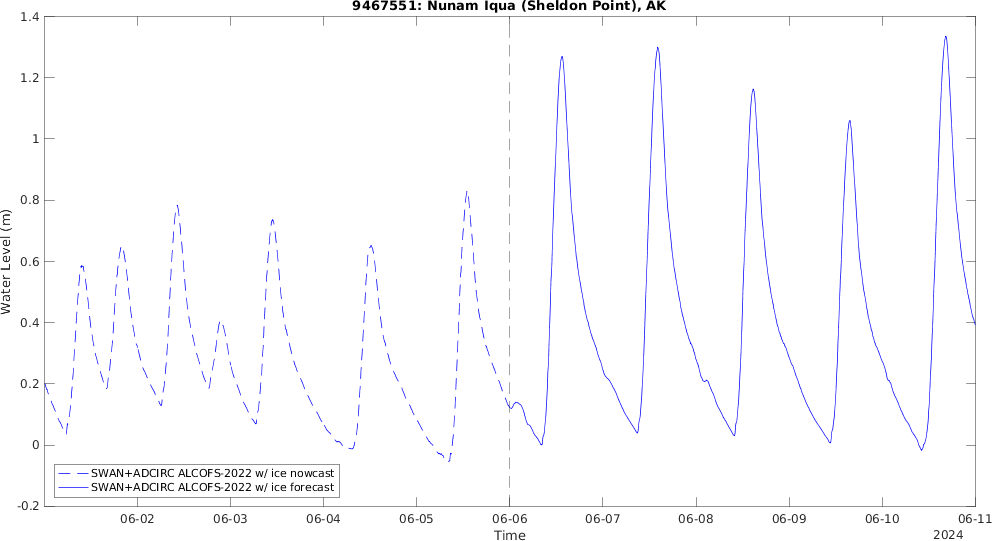 9467551: Nunam Iqua (Sheldon Point), AK
1.4
1.2
1
0.8
0.6
0.4
0.2
0
-0.2
Water Level (m)
SWAN+ADCIRC ALCOFS-2022 w/ ice nowcast
SWAN+ADCIRC ALCOFS-2022 w/ ice forecast
06-02 06-03 06-04 06-05 06-06 06-07 06-08 06-09 06-10 06-11
Time
2024